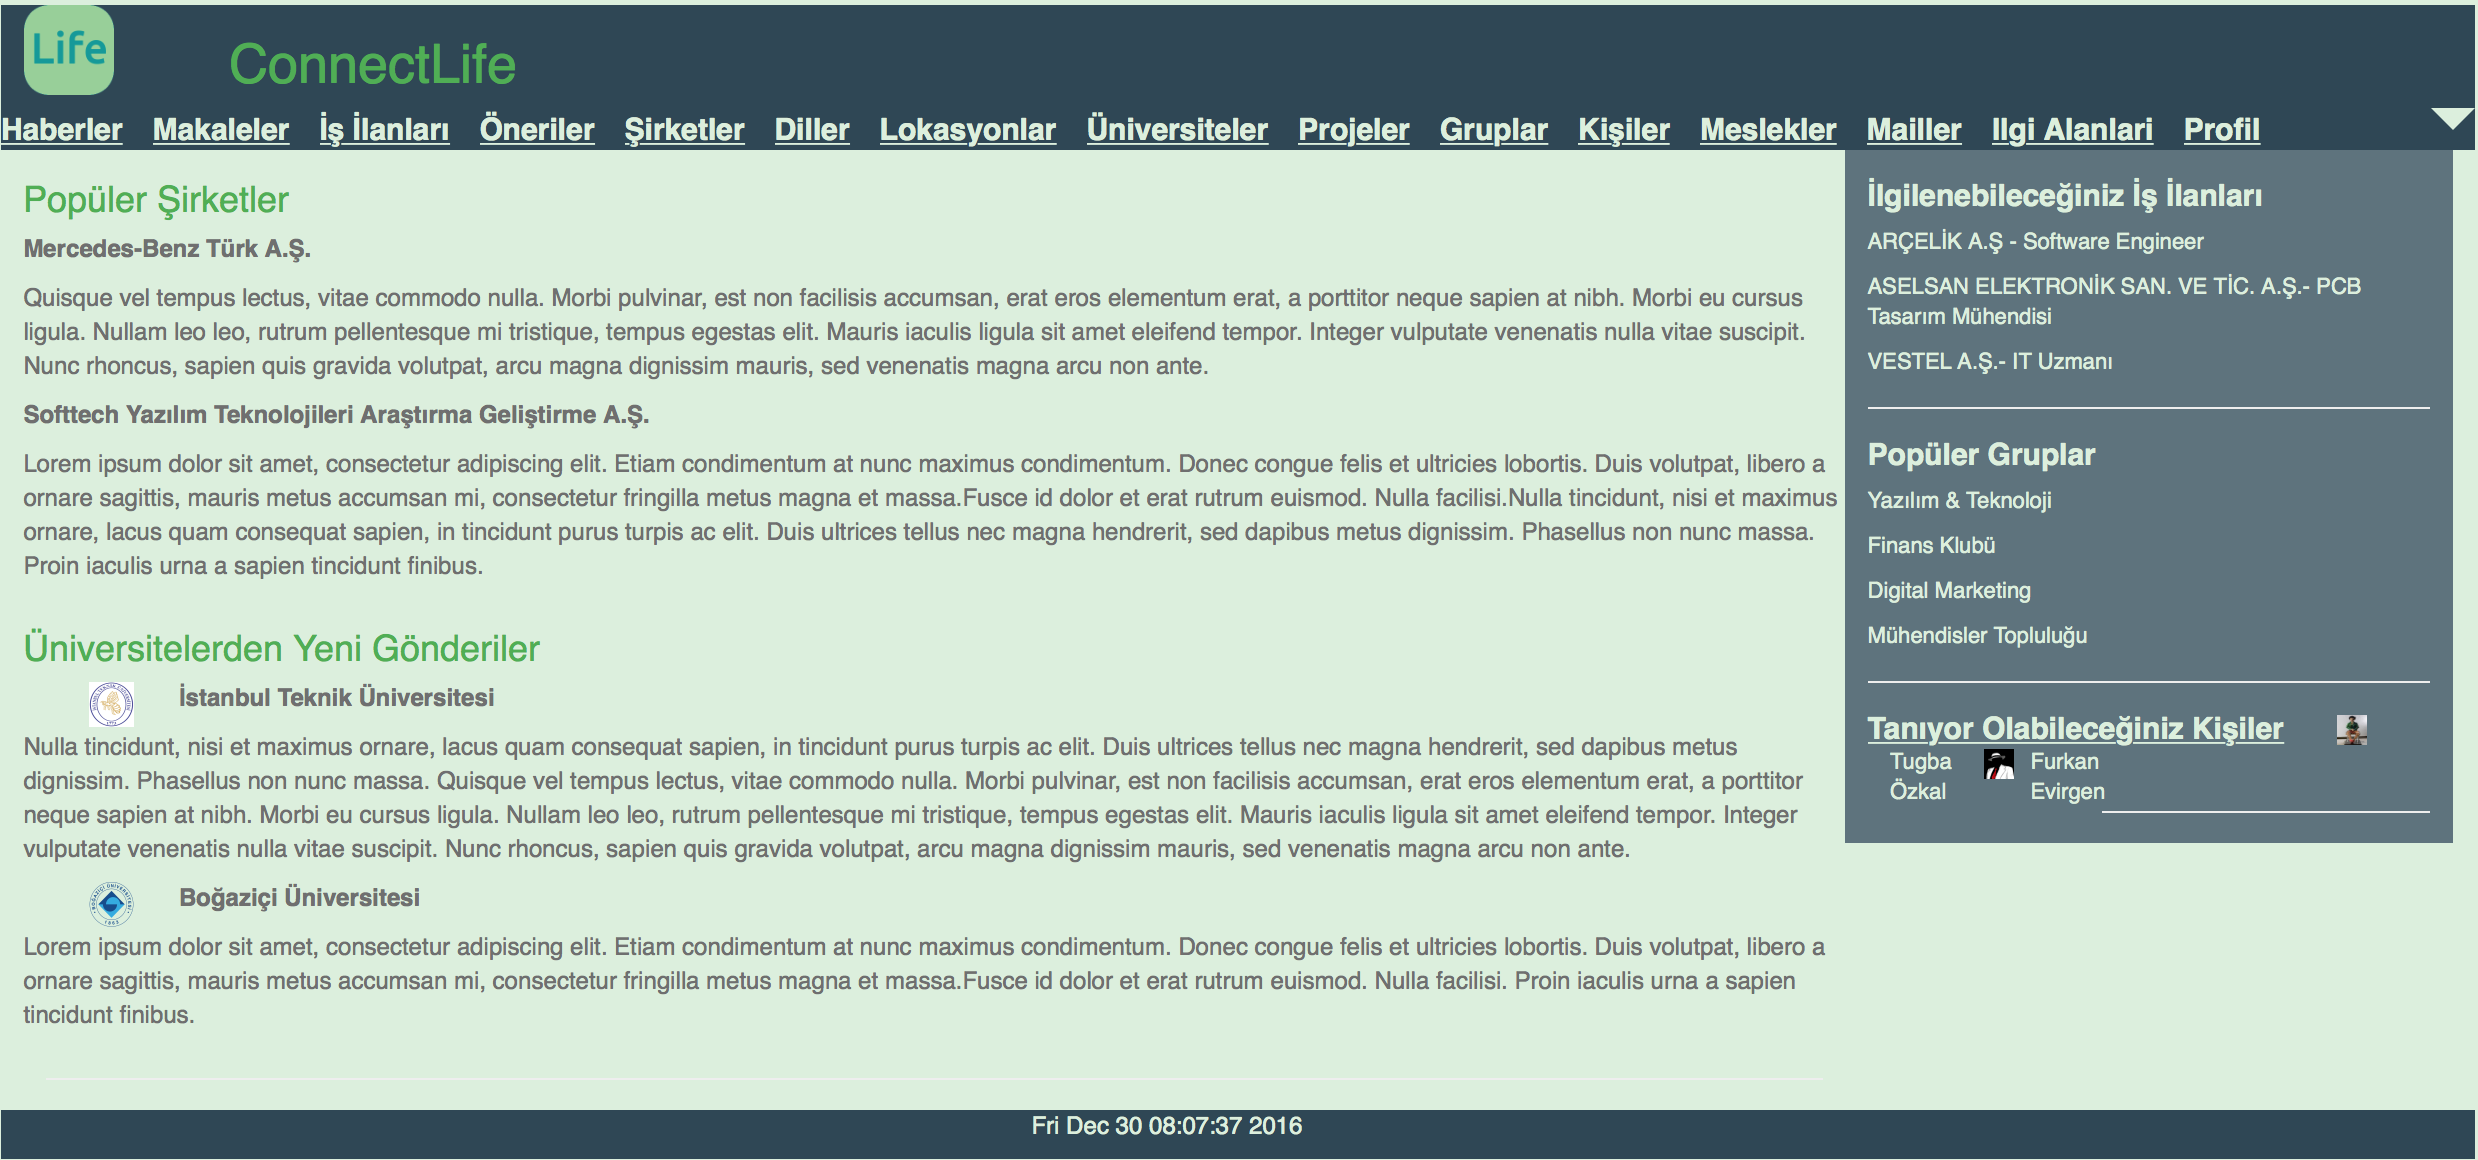 Life
ConnectLife
Haberler Makaleler İş İlanları Öneriler Şirketler Diller Lokasyonlar Üniversiteler Projeler Gruplar Kişiler Meslekler Mailler Ilgi Alanlari Profil
Popüler Şirketler
Mercedes-Benz Türk A.Ş.
Quisque vel tempus lectus, vitae commodo nulla. Morbi pulvinar, est non facilisis accumsan, erat eros elementum erat, a porttitor neque sapien at nibh. Morbi eu cursus
ligula. Nullam leo leo, rutrum pellentesque mi tristique, tempus egestas elit. Mauris iaculis ligula sit amet eleifend tempor. Integer vulputate venenatis nulla vitae suscipit.
Nunc rhoncus, sapien quis gravida volutpat, arcu magna dignissim mauris, sed venenatis magna arcu non ante.
Softtech Yazılım Teknolojileri Araştırma Geliştirme A.Ş.
Lorem ipsum dolor sit amet, consectetur adipiscing elit. Etiam condimentum at nunc maximus condimentum. Donec congue felis et ultricies lobortis. Duis volutpat, libero a
ornare sagittis, mauris metus accumsan mi, consectetur fringilla metus magna et massa.Fusce id dolor et erat rutrum euismod. Nulla facilisi.Nulla tincidunt, nisi et maximus
ornare, lacus quam consequat sapien, in tincidunt purus turpis ac elit. Duis ultrices tellus nec magna hendrerit, sed dapibus metus dignissim. Phasellus non nunc massa.
Proin iaculis urna a sapien tincidunt finibus.
Üniversitelerden Yeni Gönderiler
İstanbul Teknik Üniversitesi
Nulla tincidunt, nisi et maximus ornare, lacus quam consequat sapien, in tincidunt purus turpis ac elit. Duis ultrices tellus nec magna hendrerit, sed dapibus metus
dignissim. Phasellus non nunc massa. Quisque vel tempus lectus, vitae commodo nulla. Morbi pulvinar, est non facilisis accumsan, erat eros elementum erat, a porttitor
neque sapien at nibh. Morbi eu cursus ligula. Nullam leo leo, rutrum pellentesque mi tristique, tempus egestas elit. Mauris iaculis ligula sit amet eleifend tempor. Integer
vulputate venenatis nulla vitae suscipit. Nunc rhoncus, sapien quis gravida volutpat, arcu magna dignissim mauris, sed venenatis magna arcu non ante.
Boğaziçi Üniversitesi
Lorem ipsum dolor sit amet, consectetur adipiscing elit. Etiam condimentum at nunc maximus condimentum. Donec congue felis et ultricies lobortis. Duis volutpat, libero a
ornare sagittis, mauris metus accumsan mi, consectetur fringilla metus magna et massa.Fusce id dolor et erat rutrum euismod. Nulla facilisi. Proin iaculis urna a sapien
tincidunt finibus.
İlgilenebileceğiniz İş İlanları
ARÇELİK A.Ş - Software Engineer
ASELSAN ELEKTRONİK SAN. VE TİC. A.Ş.- PCB
Tasarım Mühendisi
VESTEL A.Ş.- IT Uzmanı
Popüler Gruplar
Yazılım & Teknoloji
Finans Klubü
Digital Marketing
Mühendisler Topluluğu
Tanıyor Olabileceğiniz Kişiler
Tugba Furkan
Özkal Evirgen
Fri Dec 30 08:07:37 2016